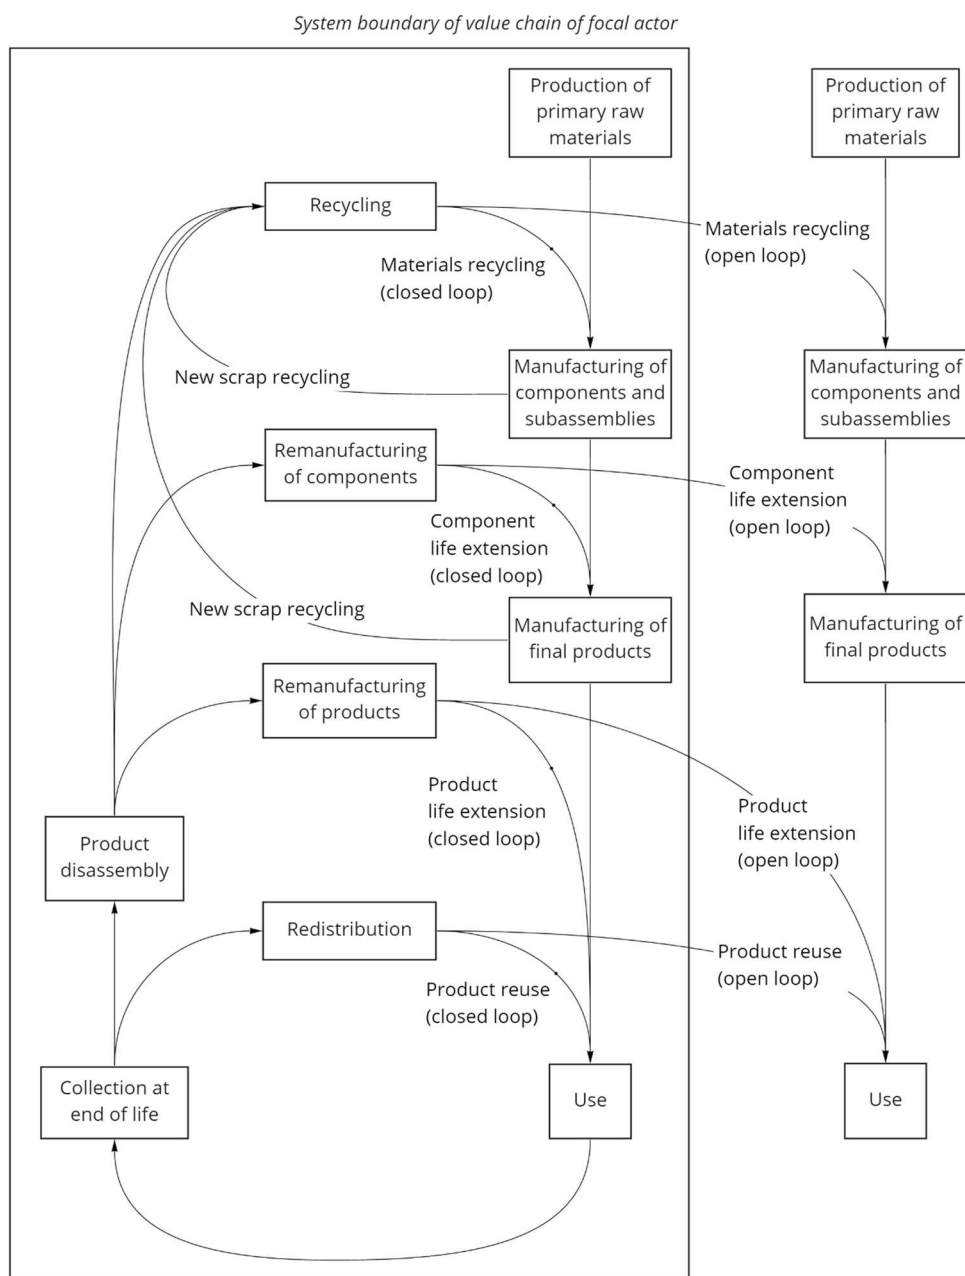 System boundary of value chain of focal actor
Production of
primary raw
materials
Production of
primary raw
materials
Recycling
Materials recycling
(open loop)
Materials recycling
(closed loop)
New scrap recycling
Manufacturing of
components and
subassemblies
Manufacturing of
components and
subassemblies
Remanufacturing
of components
Component
life extension
(open loop)
Component
life extension
(closed loop)
New scrap recycling
Manufacturing of
final products
Manufacturing of
final products
Remanufacturing
of products
Product
life extension
(closed loop)
Product
life extension
(open loop)
Product
disassembly
Redistribution
Product reuse
(open loop)
Product reuse
(closed loop)
Collection at
end of life
Use
Use